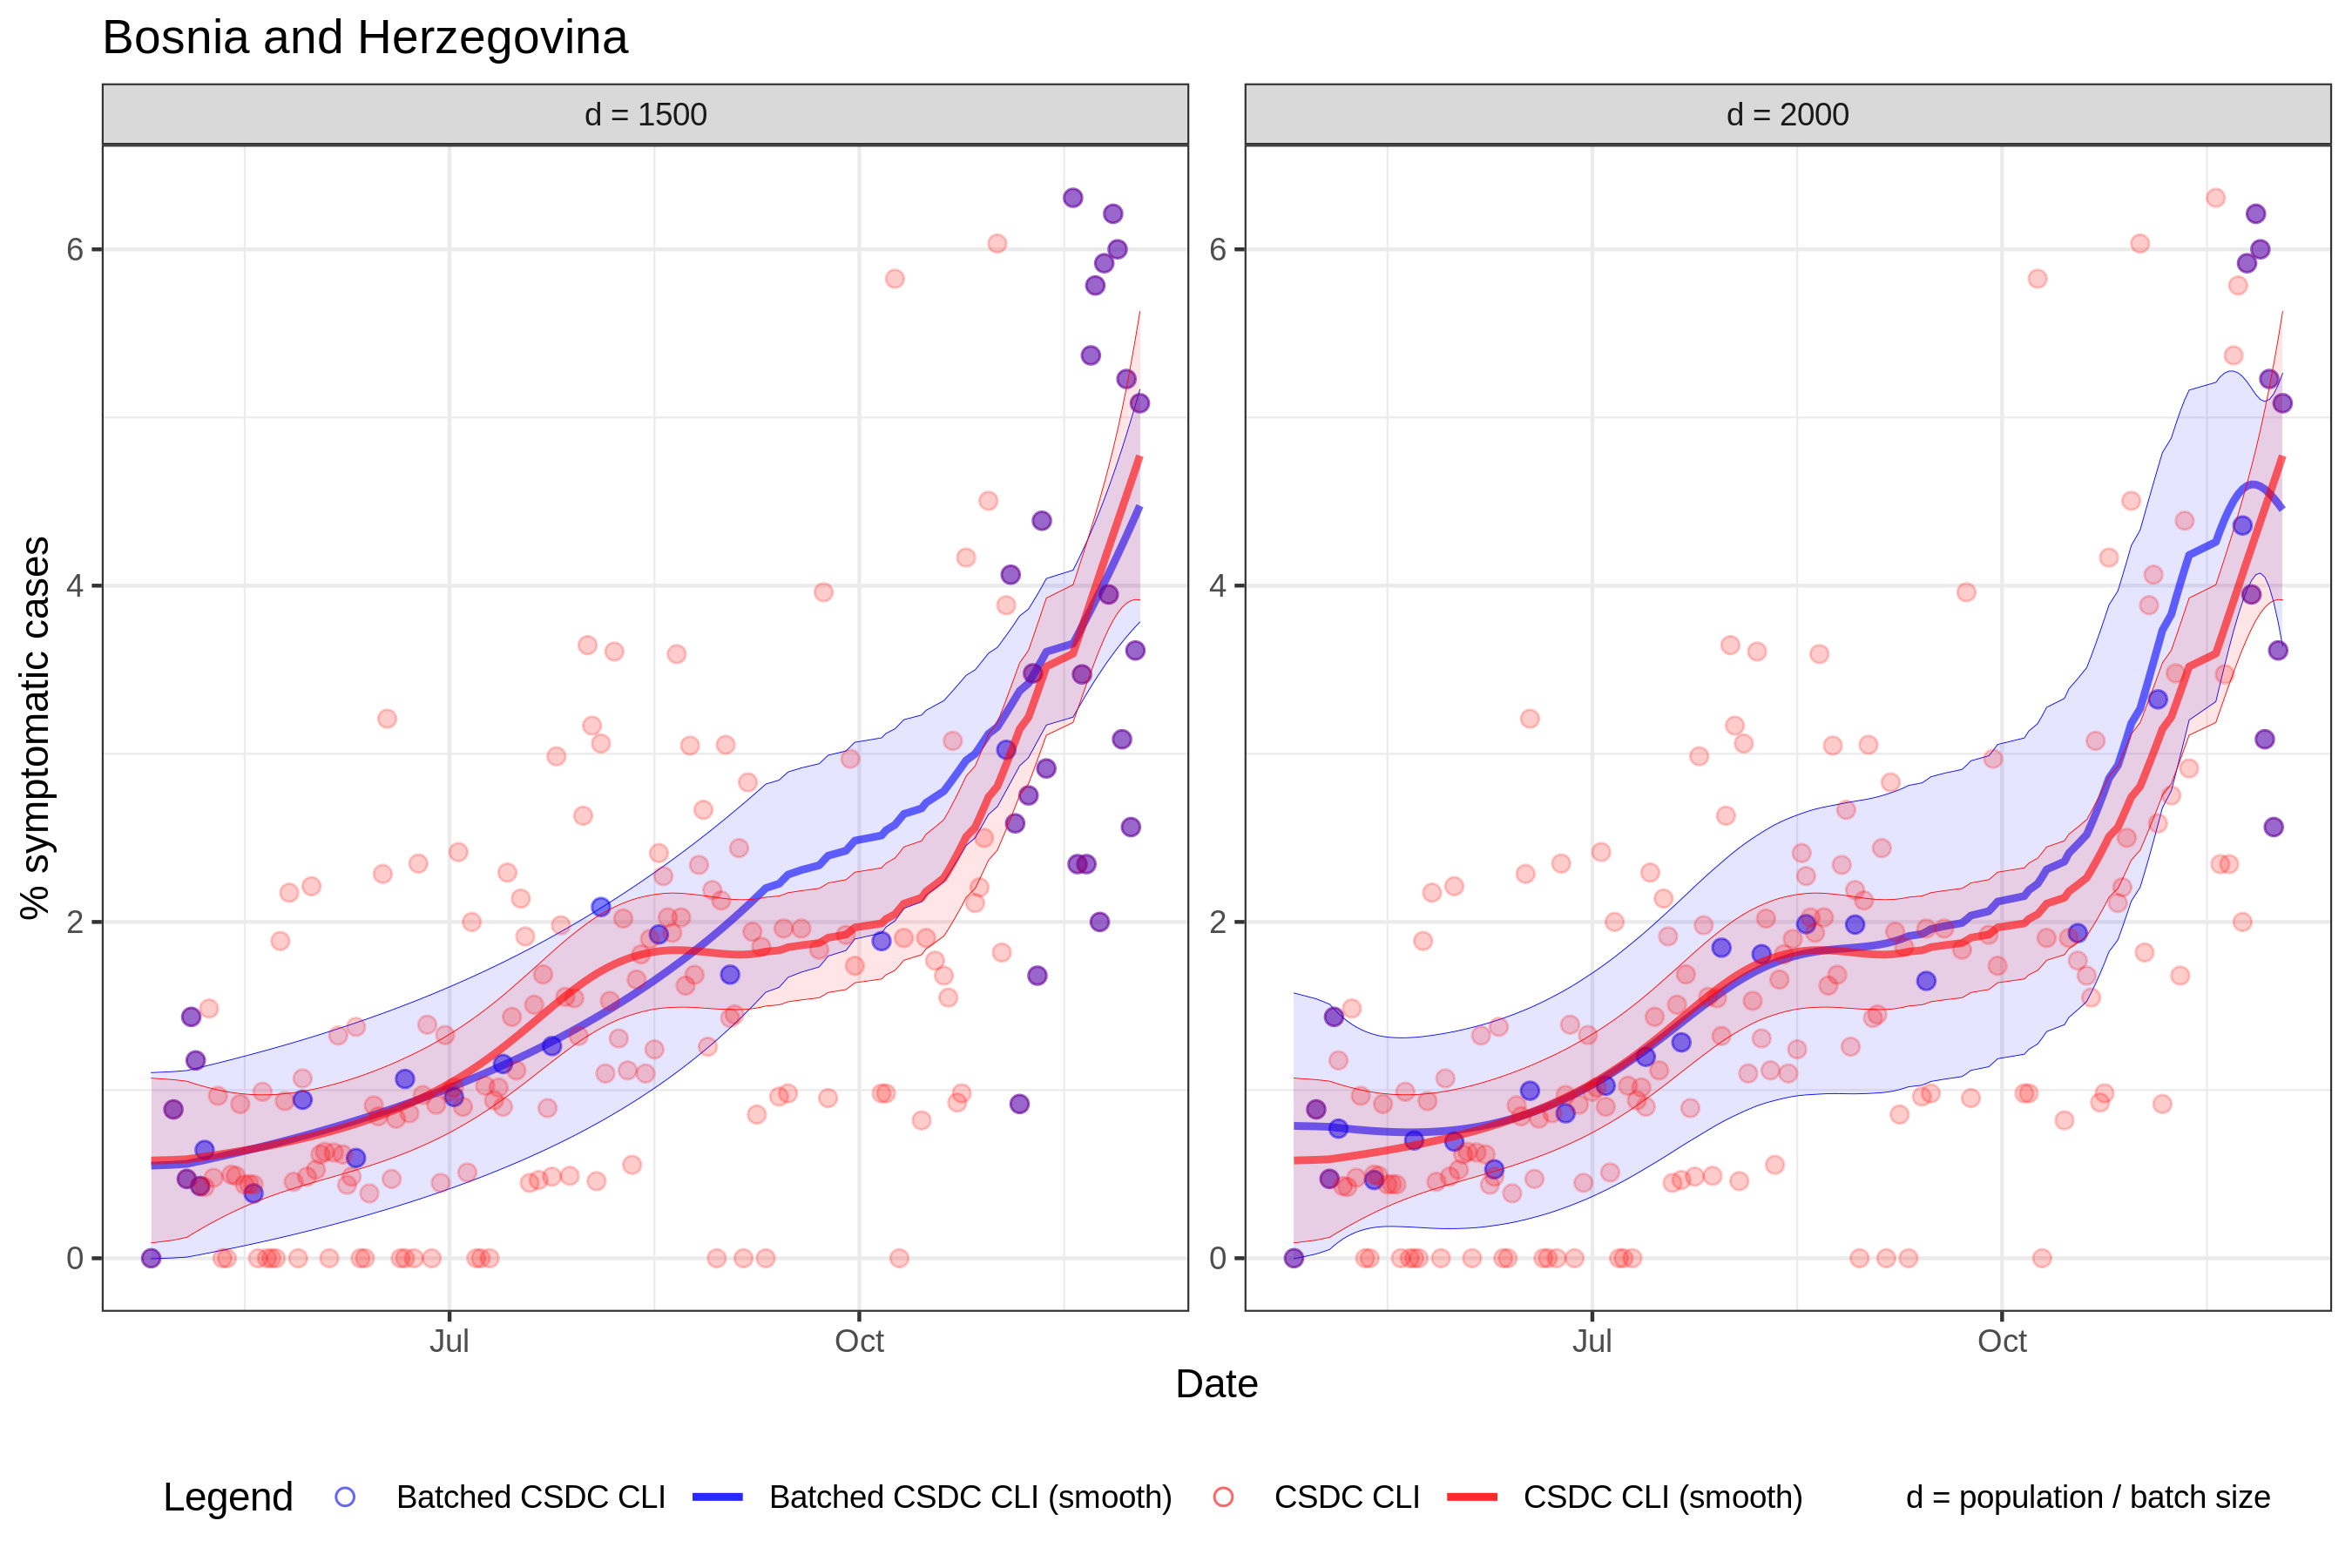 Bosnia and Herzegovina
d = 1500
d = 2000
% symptomatic cases
6
4
2
0
6
4
2
0
Jul
Oct
Jul
Oct
Date
Legend
Batched CSDC CLI
Batched CSDC CLI (smooth)
CSDC CLI
CSDC CLI (smooth)
d = population / batch size